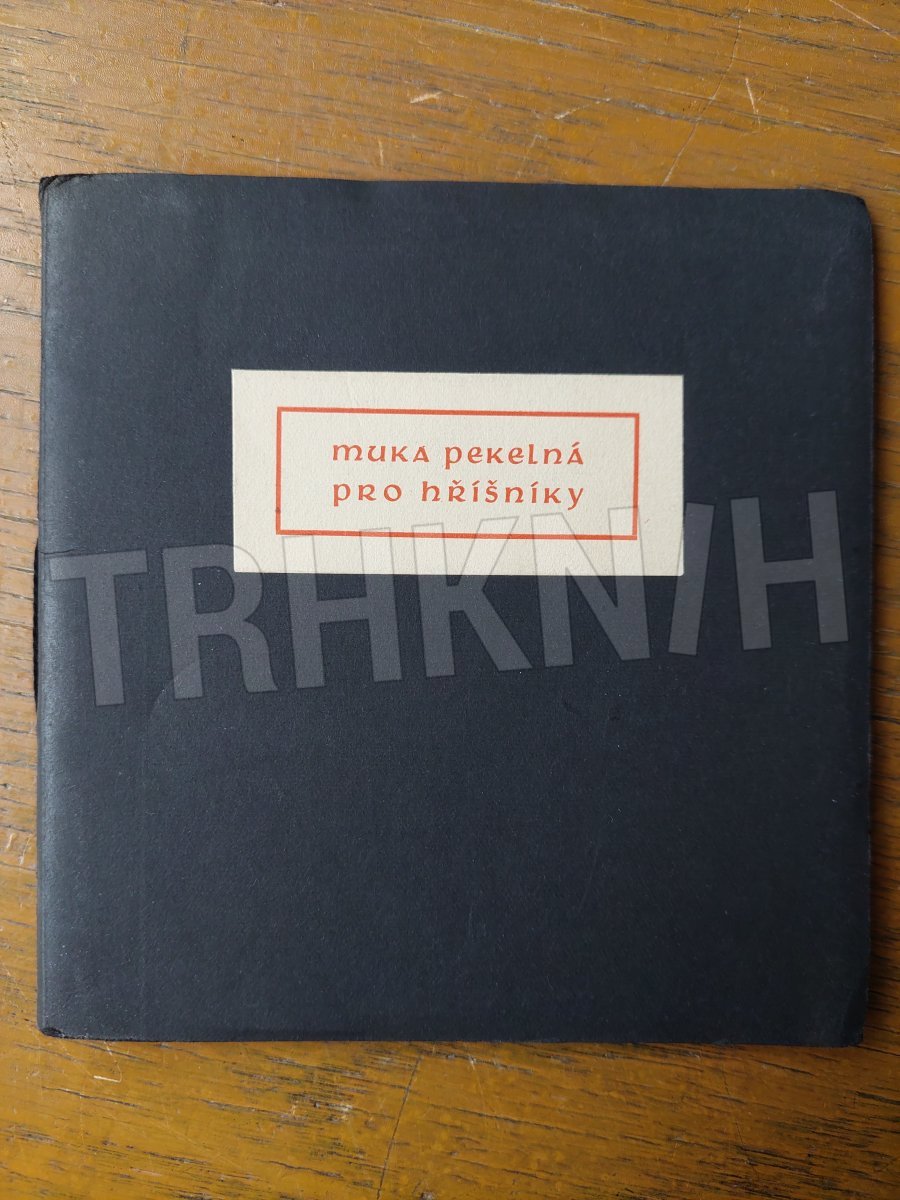 muka pekelná
pro hříšníky
TRHKNIH